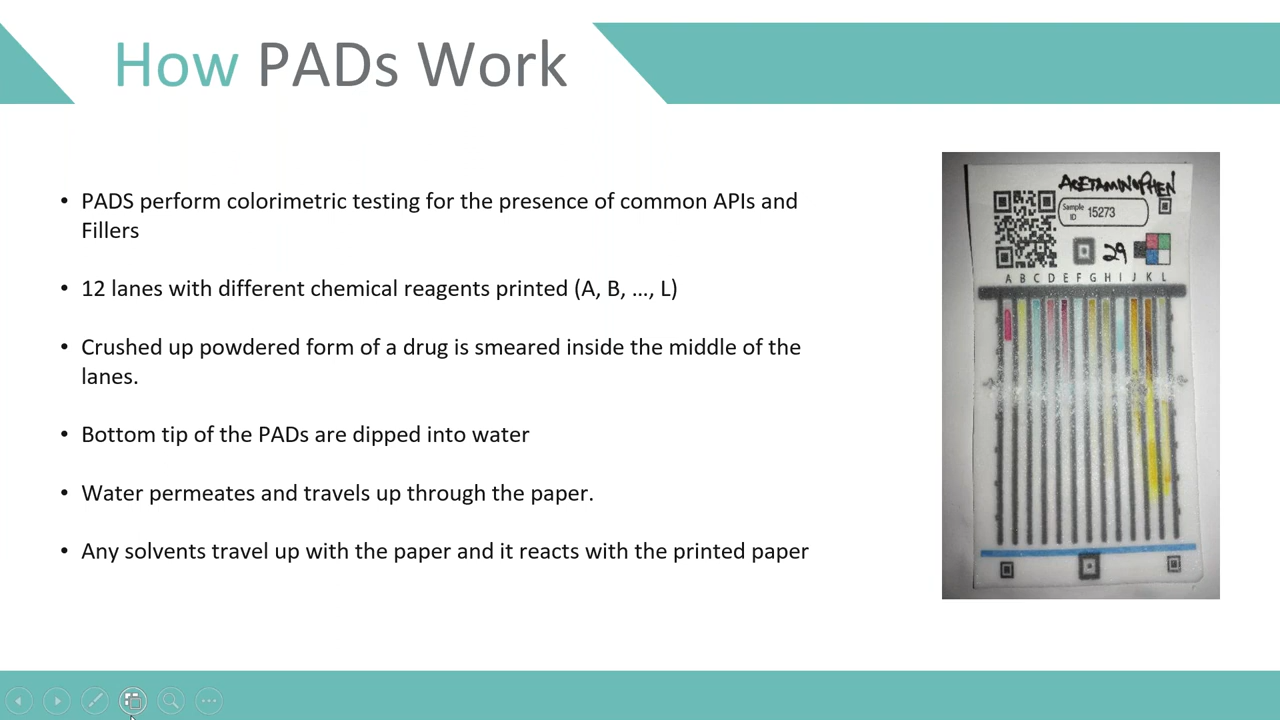 How PADs Work
• PADS perform colorimetric testing for the presence of common APIs and
Fillers
• 12 lanes with different chemical reagents printed (A, B, ..., L)
• Crushed up powdered form of a drug is smeared inside the middle of the
lanes.
• Bottom tip of the PADs are dipped into water
• Water permeates and travels up through the paper.
• Any solvents travel up with the paper and it reacts with the printed paper
ACETAMINOPHEN
Sample
ID 15273
29
A B C D E F G H I J K L